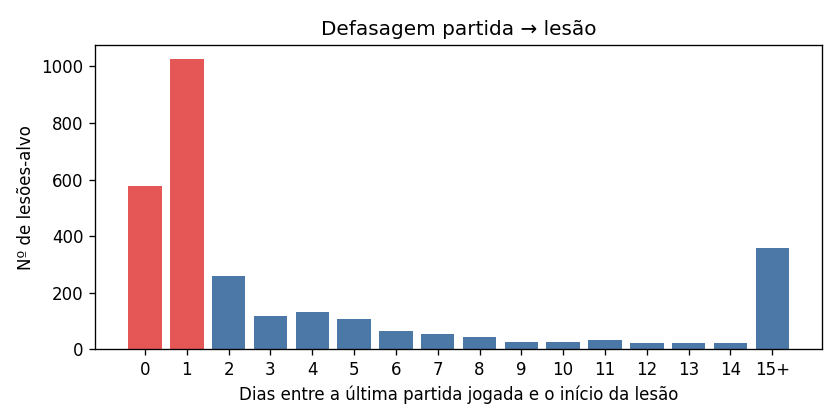 Defasagem partida → lesão
Nº de lesões-alvo
1000
800
600
400
200
0
0 1 2 3 4 5 6 7 8 9 10 11 12 13 14 15+
Dias entre a última partida jogada e o início da lesão